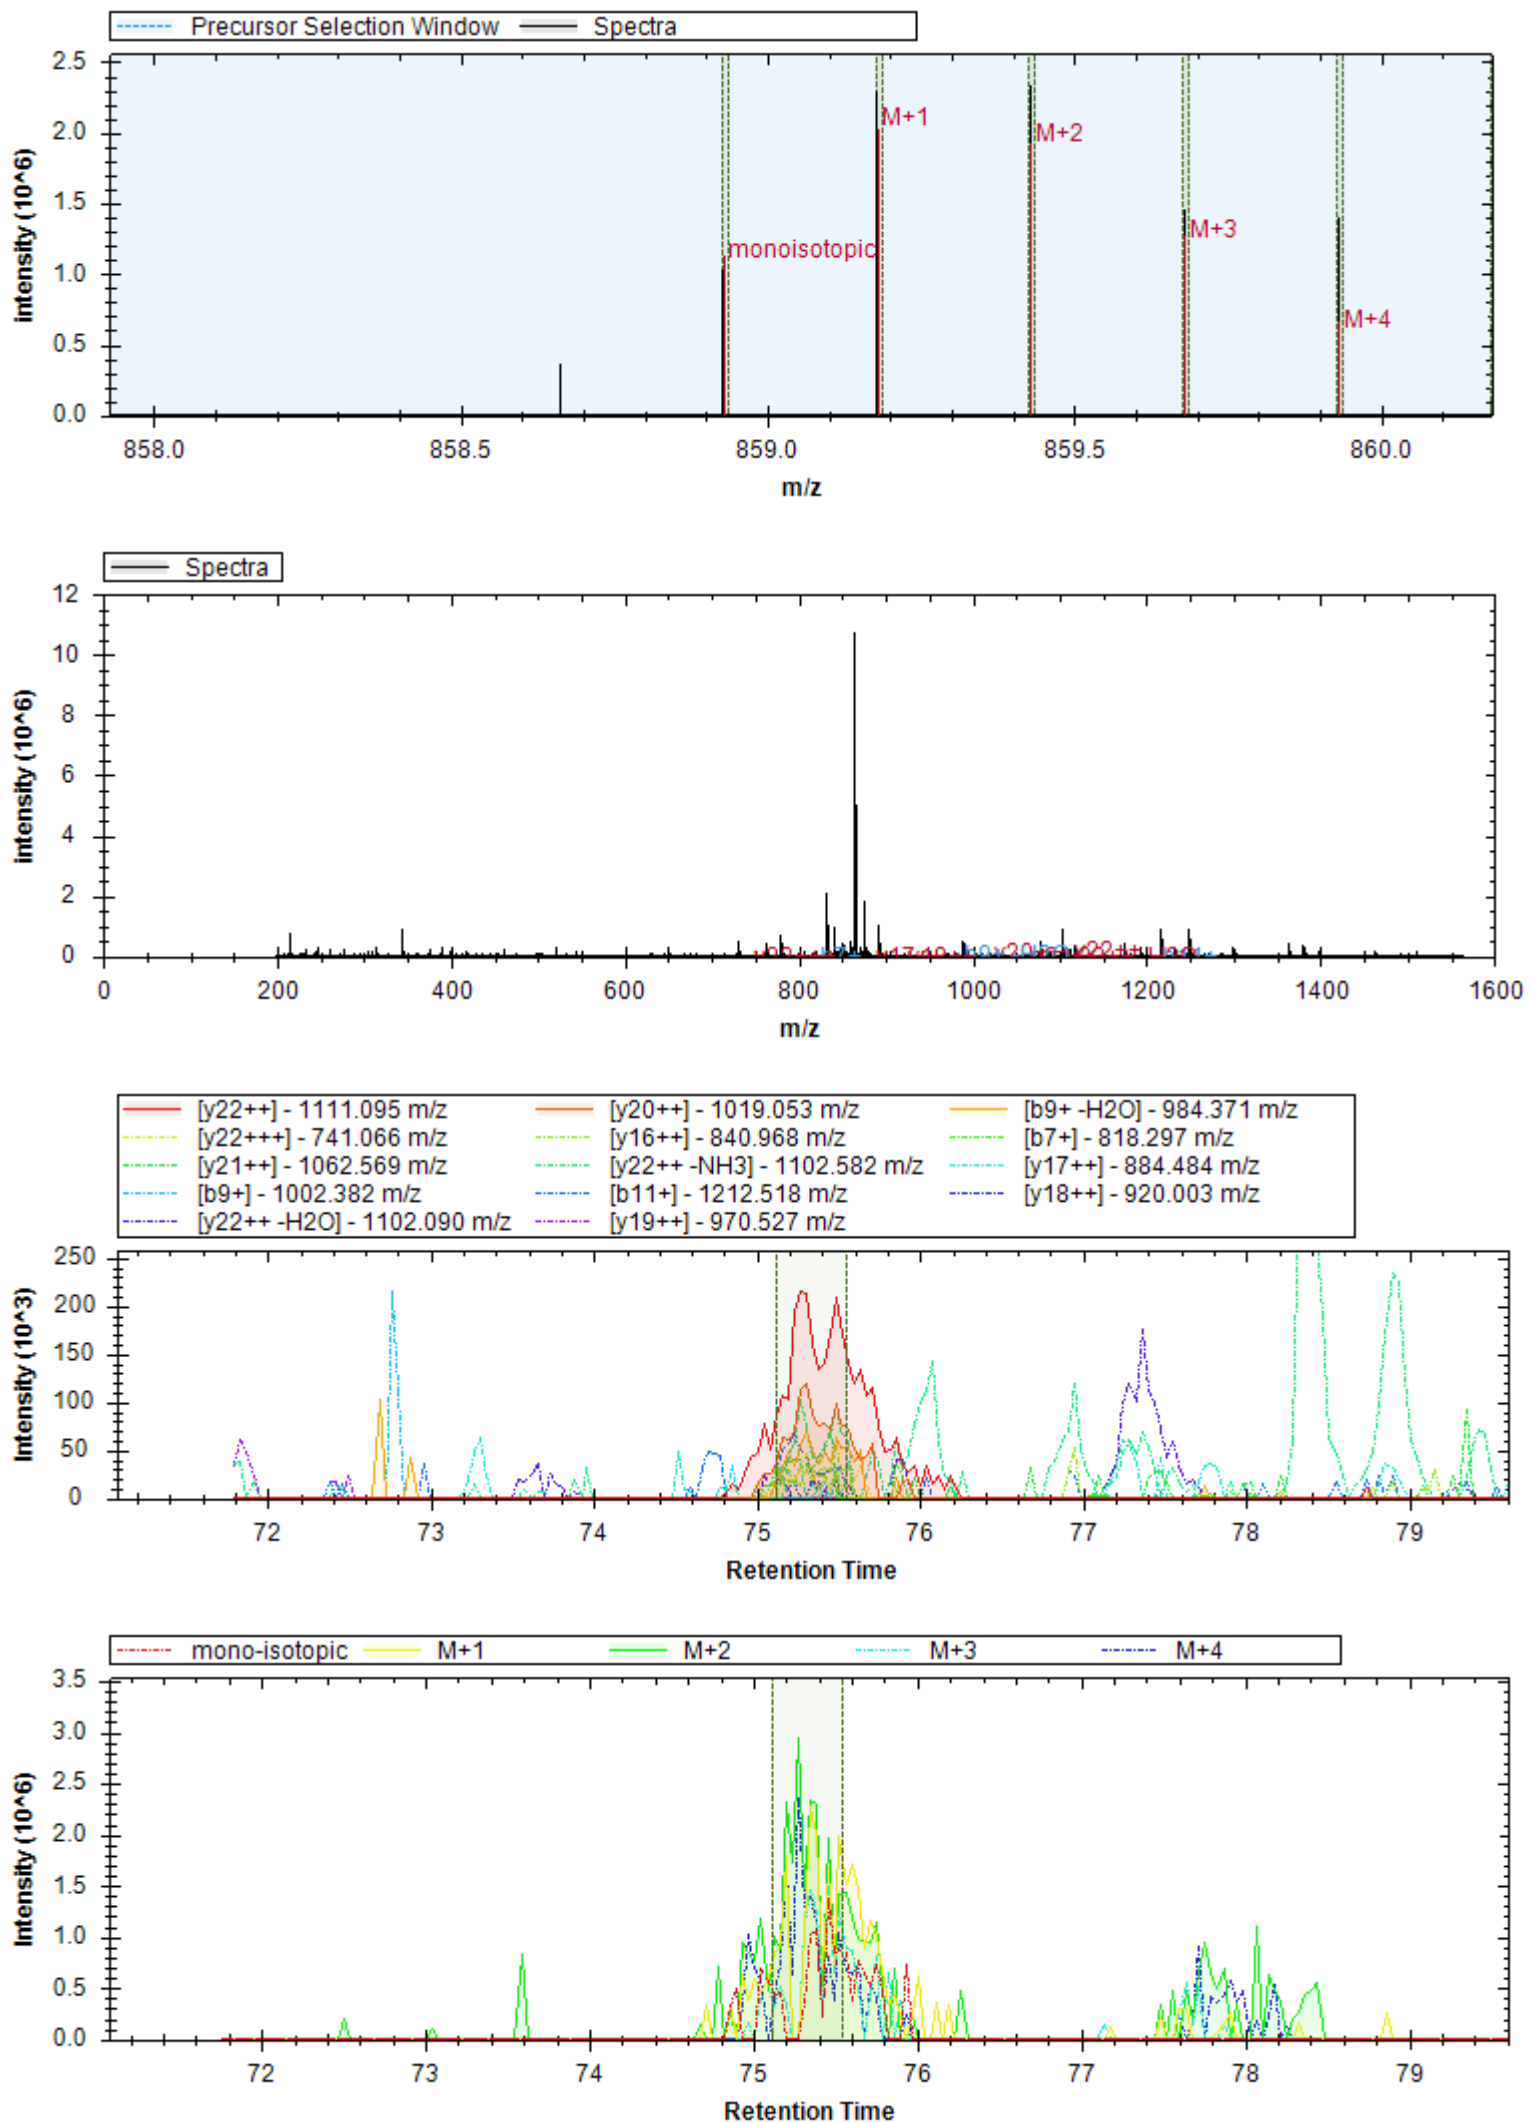 Precursor Selection Window Spectra
2.5
2.0
1.5
1.0
0.5
0.0
intensity (10^6)
monoisotopic
M+1
M+2
M+3
M+4
858.0 858.5 859.0 859.5 860.0
m/z
Spectra
12
10
8
6
4
2
0
intensity (10^6)
y22++
0 200 400 600 800 1000 1200 1400 1600
m/z
[y22++] - 1111.095 m/z [y20++] - 1019.053 m/z [b9+ -H2O] - 984.371 m/z
[y22+++] - 741.066 m/z [y16++] - 840.968 m/z [b7+] - 818.297 m/z
[y21++] - 1062.569 m/z [y22++ -NH3] - 1102.582 m/z [y17++] - 884.484 m/z
[b9+] - 1002.382 m/z [b11+] - 1212.518 m/z [y18++] - 920.003 m/z
[y22++ -H2O] - 1102.090 m/z [y19++] - 970.527 m/z
250
200
150
100
50
0
Intensity (10^3)
72 73 74 75 76 77 78 79
Retention Time
mono-isotopic M+1 M+2 M+3 M+4
3.5
3.0
2.5
2.0
1.5
1.0
0.5
0.0
Intensity (10^6)
72 73 74 75 76 77 78 79
Retention Time